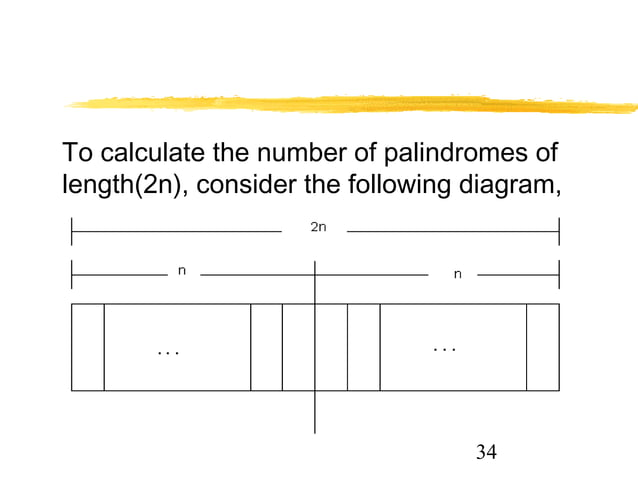 To calculate the number of palindromes of
length(2n), consider the following diagram,
2n
n n
... ...
34